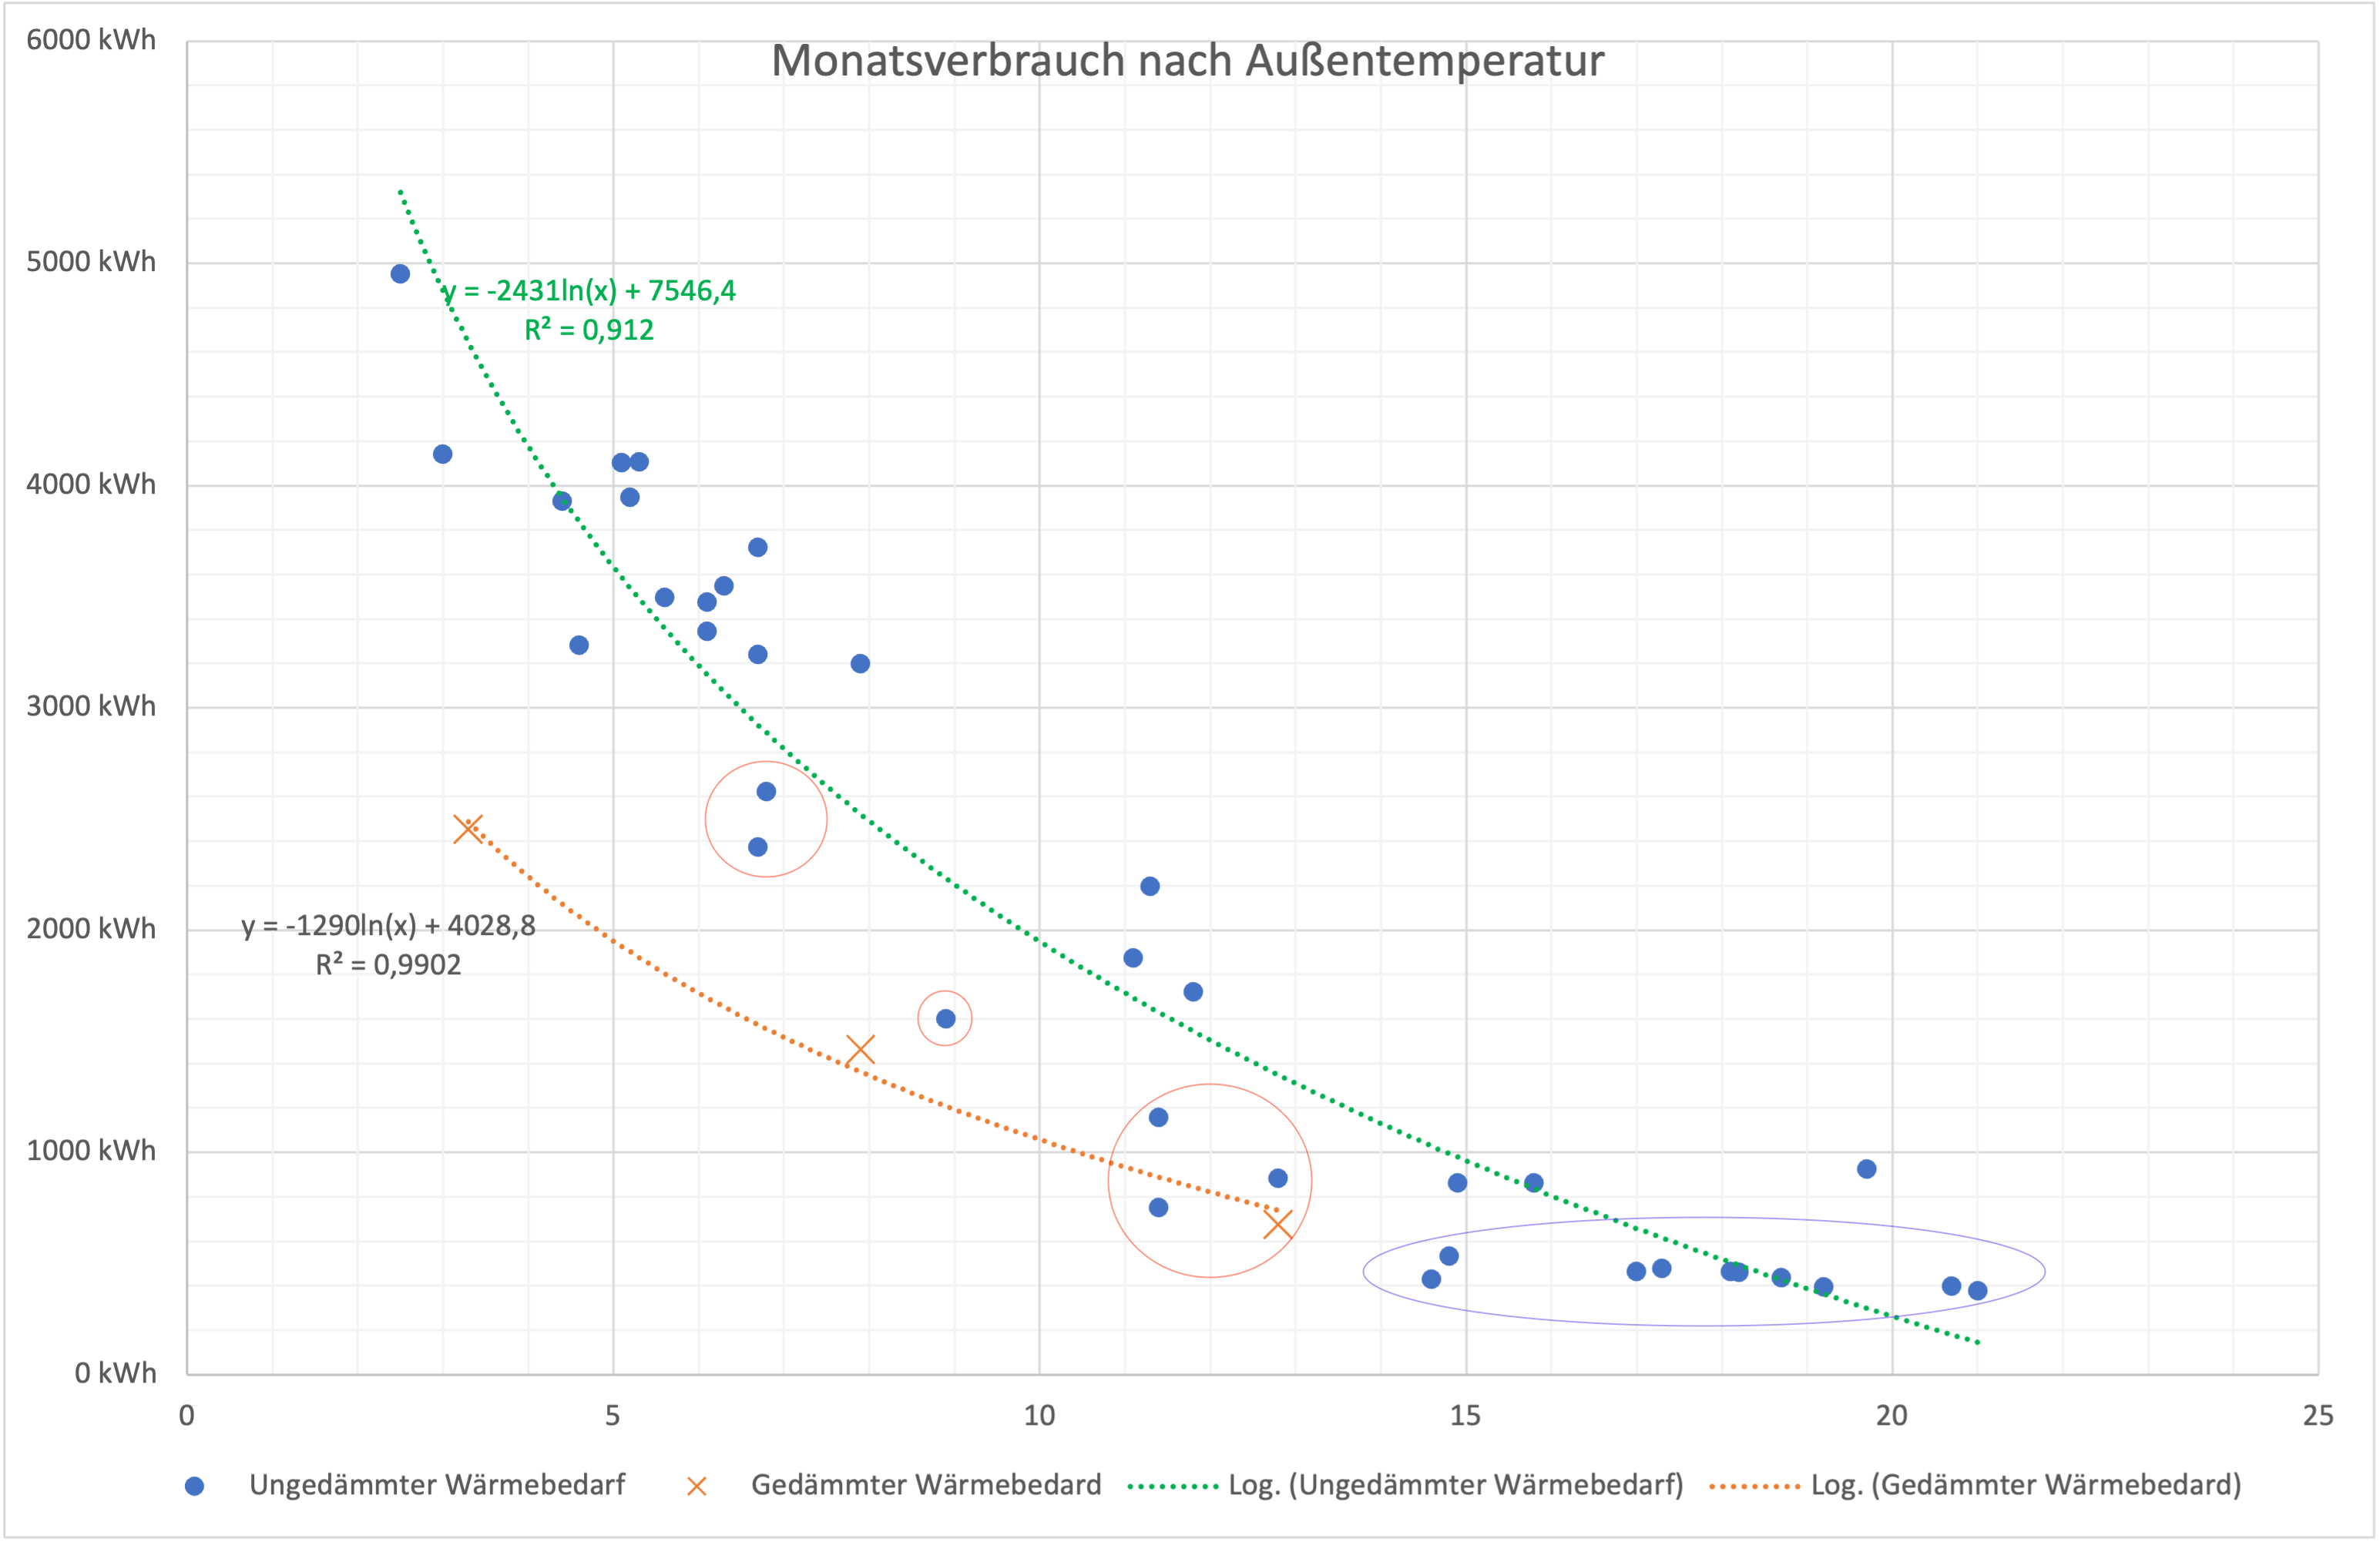 Monatsverbrauch nach Außentemperatur
6000 kWh
5000 kWh
4000 kWh
3000 kWh
2000 kWh
1000 kWh
0 kWh
y = -2431ln(x) + 7546,4
R² = 0,912
y = -1290ln(x) + 4028,8
R² = 0,9902
0 5 10 15 20 25
Ungedämmter Wärmebedarf Gedämmter Wärmebedard Log. (Ungedämmter Wärmebedarf) Log. (Gedämmter Wärmebedard)